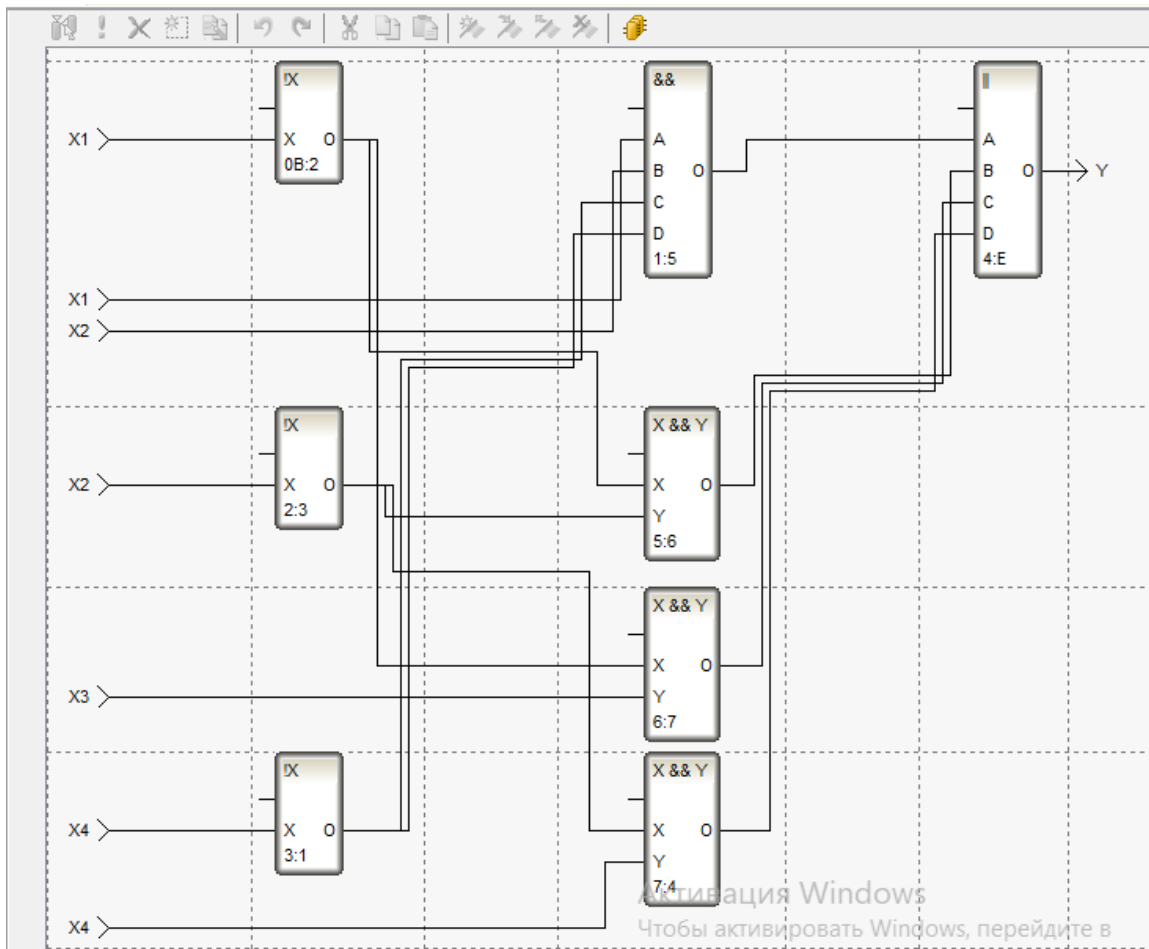 !X
&&
||
X1
X O
A
A
0B:2
B O
B O
Y
C
C
D
D
1:5
4:E
X1
X2
!X
X && Y
X2
X O
X O
2:3
Y
5:6
X && Y
X O
X3
Y
6:7
!X
X && Y
X4
X O
X O
3:1
Y
7:4
Активация Windows
X4
Чтобы активировать Windows, перейдите в